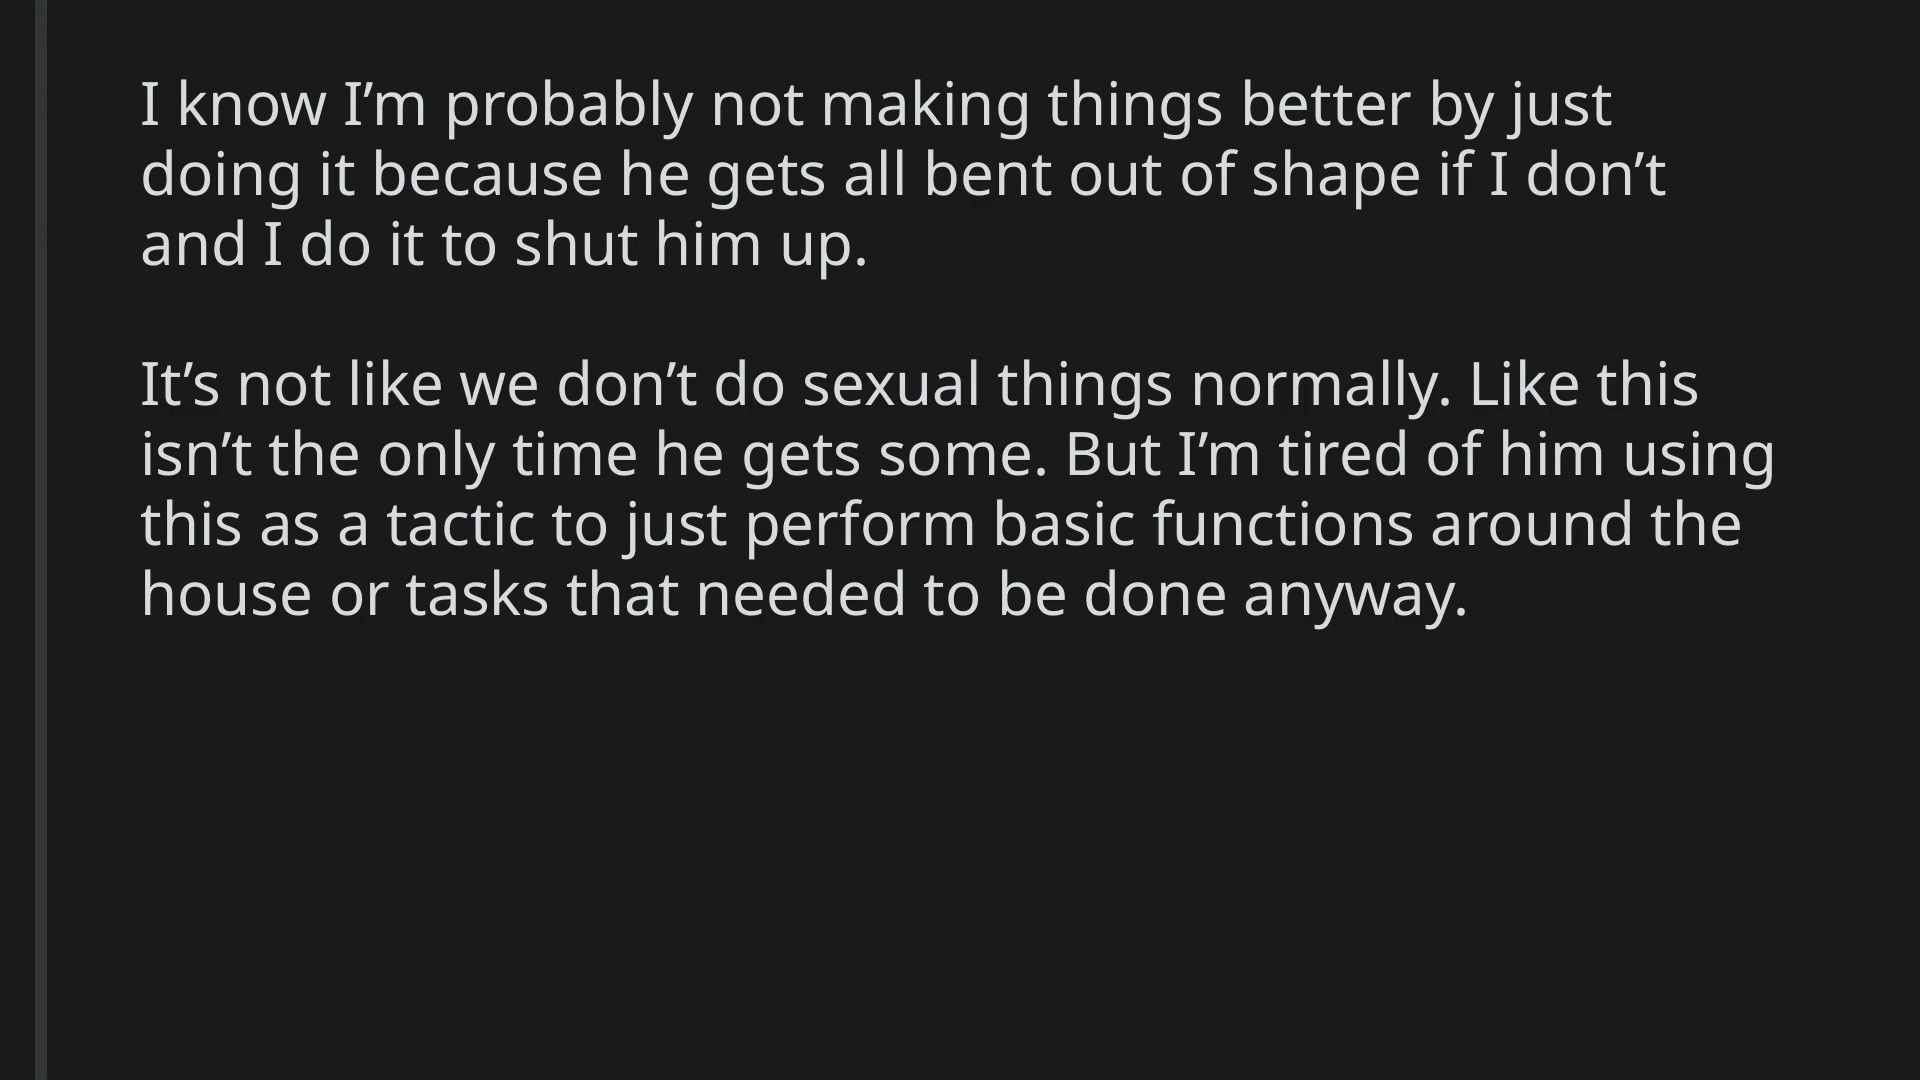 I know I’m probably not making things better by just
doing it because he gets all bent out of shape if I don’t
and I do it to shut him up.
It’s not like we don’t do sexual things normally. Like this
isn’t the only time he gets some. But I’m tired of him using
this as a tactic to just perform basic functions around the
house or tasks that needed to be done anyway.